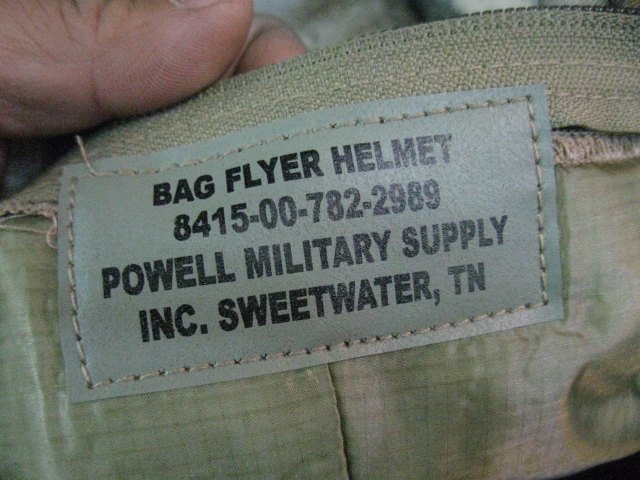 BAG FLYER HELMET
8415-00-782-2989
POWELL MILITARY SUPPLY
INC. SWEETWATER, TN